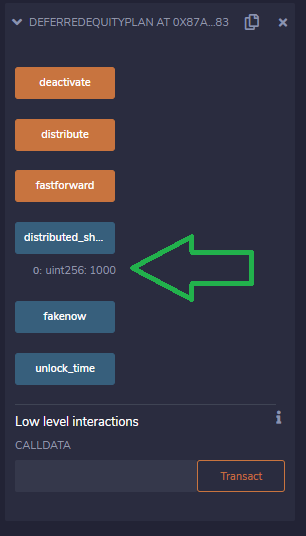 DEFERREDEQUITYPLAN AT 0X87A...83
deactivate
distribute
fastforward
distributed_sh...
0: uint256: 1000
fakenow
unlock_time
Low level interactions
CALLDATA
Transact